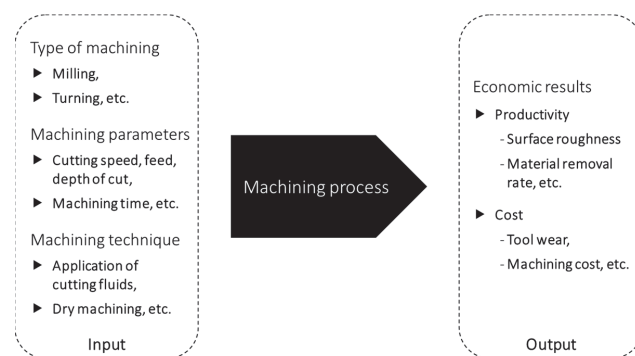 Type of machining
▶ Milling,
▶ Turning, etc.
Machining parameters
▶ Cutting speed, feed,
depth of cut,
▶ Machining time, etc.
Machining technique
▶ Application of
cutting fluids,
▶ Dry machining, etc.
Input
Machining process
Economic results
▶ Productivity
- Surface roughness
- Material removal
rate, etc.
▶ Cost
- Tool wear,
- Machining cost, etc.
Output